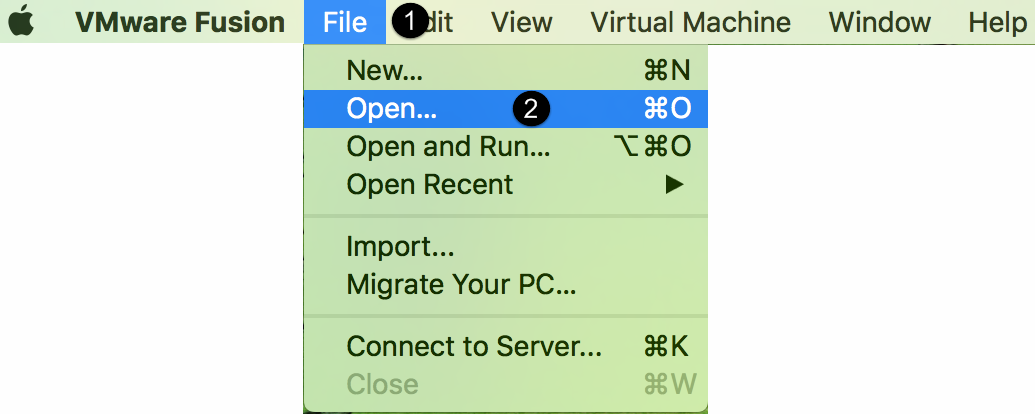 VMware Fusion File 1 dit View Virtual Machine Window Help
New... ⌘N
Open... 2 ⌘O
Open and Run... ⌥⌘O
Open Recent ▶
Import...
Migrate Your PC...
Connect to Server... ⌘K
Close ⌘W